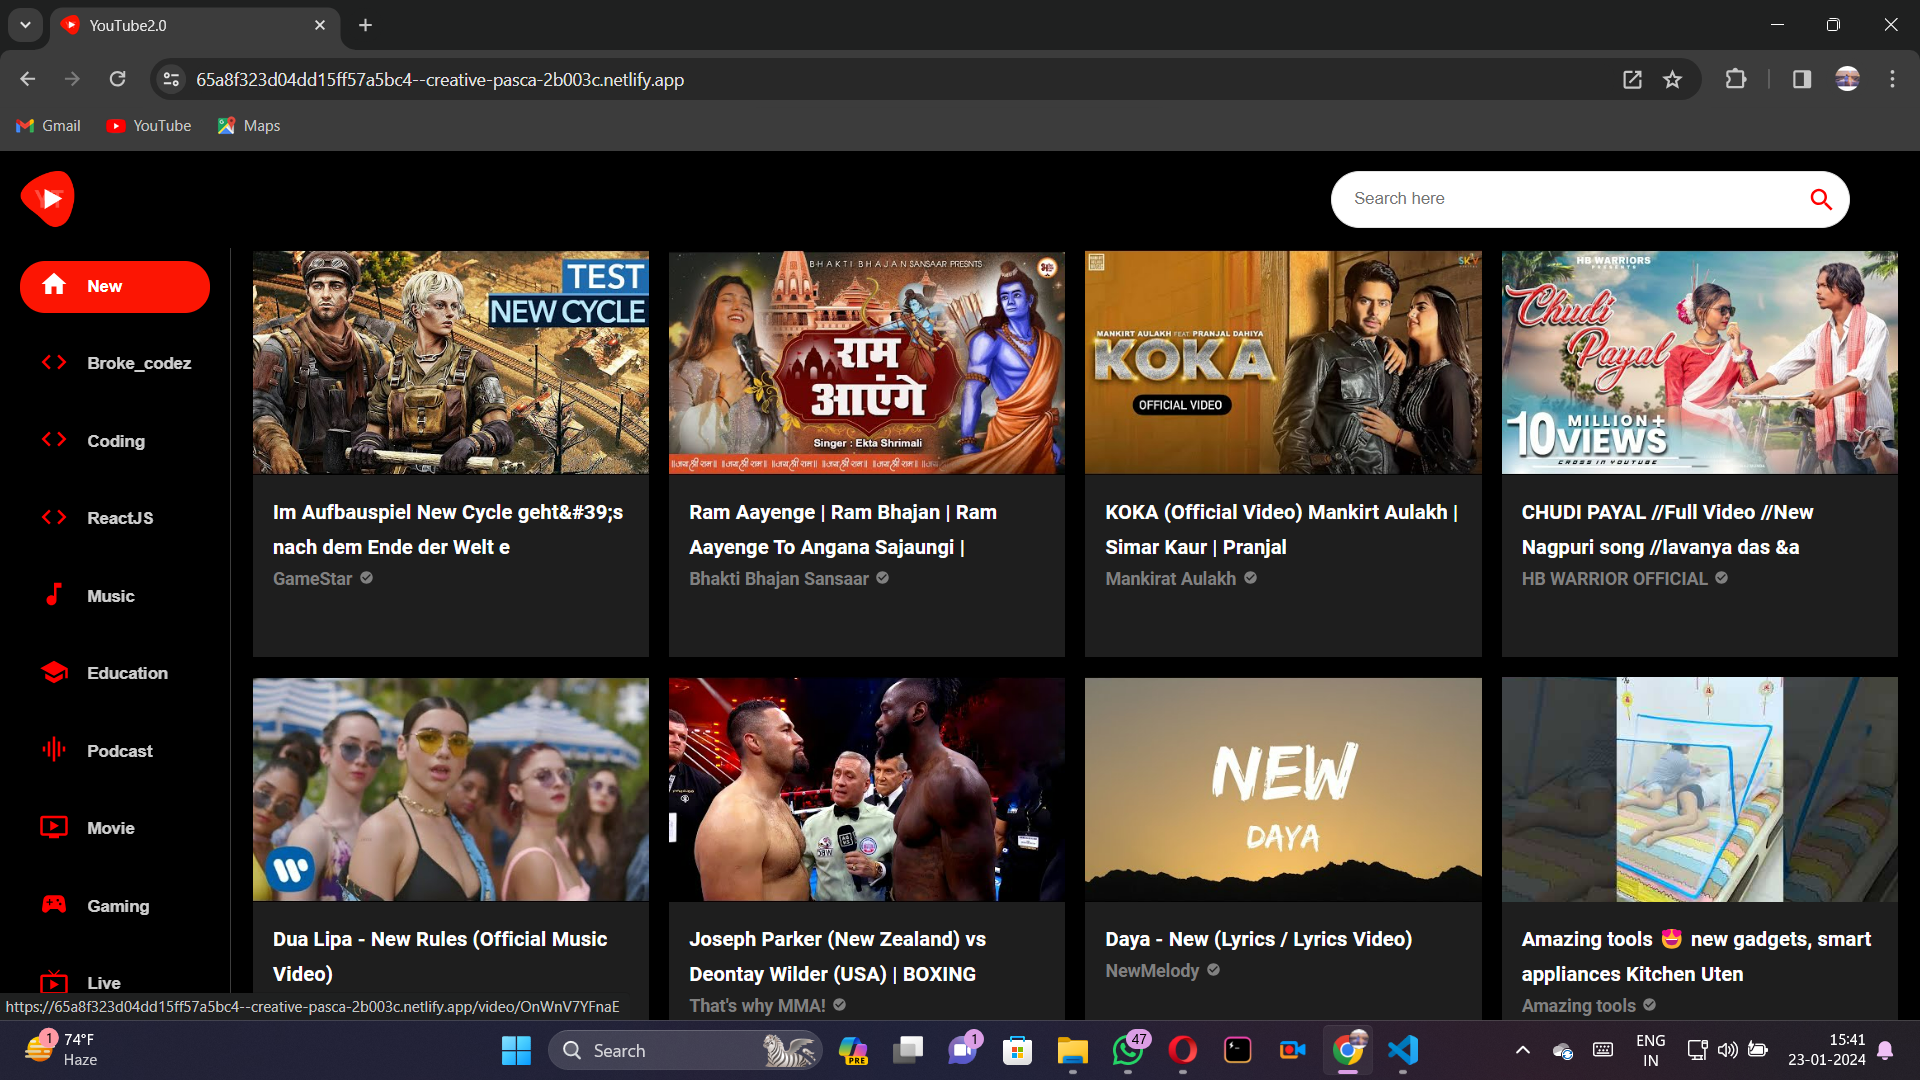 YouTube2.0
65a8f323d04dd15ff57a5bc4--creative-pasca-2b003c.netlify.app
Gmail
YouTube
Maps
Search here
New
Broke_codez
Coding
ReactJS
Music
Education
Podcast
Movie
Gaming
Live
TEST
NEW CYCLE
Im Aufbauspiel New Cycle geht&#39;s
nach dem Ende der Welt e
GameStar
BHAKTI BHAJAN SANSAAR PRESNTS
राम
आएंगे
Singer : Ekta Shrimali
Ram Aayenge | Ram Bhajan | Ram
Aayenge To Angana Sajaungi |
Bhakti Bhajan Sansaar
MANKIRT AULAKH FEAT PRANJAL DAHIYA
KOKA
OFFICIAL VIDEO
KOKA (Official Video) Mankirt Aulakh |
Simar Kaur | Pranjal
Mankirat Aulakh
HB WARRIORS
PRESENTS
Chudi
Payal
10 MILLION+
VIEWS
CROSS IN YOUTUBE
CHUDI PAYAL //Full Video //New
Nagpuri song //lavanya das &a
HB WARRIOR OFFICIAL
Dua Lipa - New Rules (Official Music
Video)
Joseph Parker (New Zealand) vs
Deontay Wilder (USA) | BOXING
That's why MMA!
NEW
DAYA
Daya - New (Lyrics / Lyrics Video)
NewMelody
Amazing tools 😍 new gadgets, smart
appliances Kitchen Uten
Amazing tools
https://65a8f323d04dd15ff57a5bc4--creative-pasca-2b003c.netlify.app/video/OnWnV7YFnaE
1
74°F
Haze
Search
PRE
1
47
ENG
IN
15:41
23-01-2024